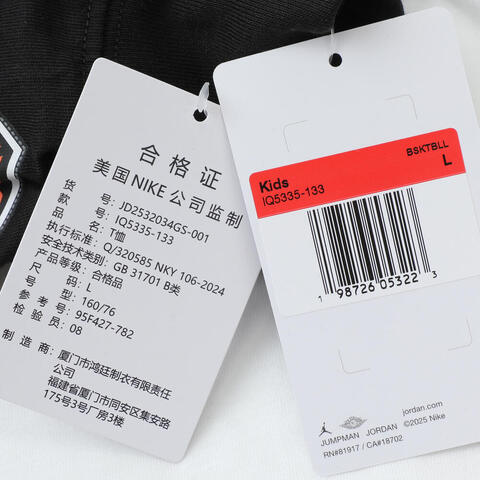 合格证
美国NIKE公司监制
货 号: JD2532034GS-001
IQ5335-133
品 名: T恤
执行标准: Q/320585 NKY 106-2024
安全技术类别: GB 31701 B类
产品等级: 合格品
尺 码: L
号 型: 160/76
参 考 号: 95F427-782
检 验 员: 08
制 造 商: 厦门市鸿廷制衣有限责任
公司
福建省厦门市同安区集安路
175号3号厂房3楼
BSKTBLL
L
Kids
IQ5335-133
1 98726 05322 3
jordan.com
JUMPMAN JORDAN ©2025 Nike
RN#81917 / CA#18702